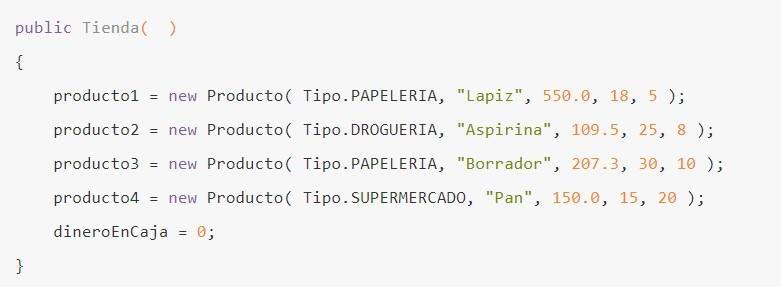 public Tienda(  )
{
producto1 = new Producto( Tipo.PAPELERIA, "Lapiz", 550.0, 18, 5 );
producto2 = new Producto( Tipo.DROGUERIA, "Aspirina", 109.5, 25, 8 );
producto3 = new Producto( Tipo.PAPELERIA, "Borrador", 207.3, 30, 10 );
producto4 = new Producto( Tipo.SUPERMERCADO, "Pan", 150.0, 15, 20 );
dineroEnCaja = 0;
}